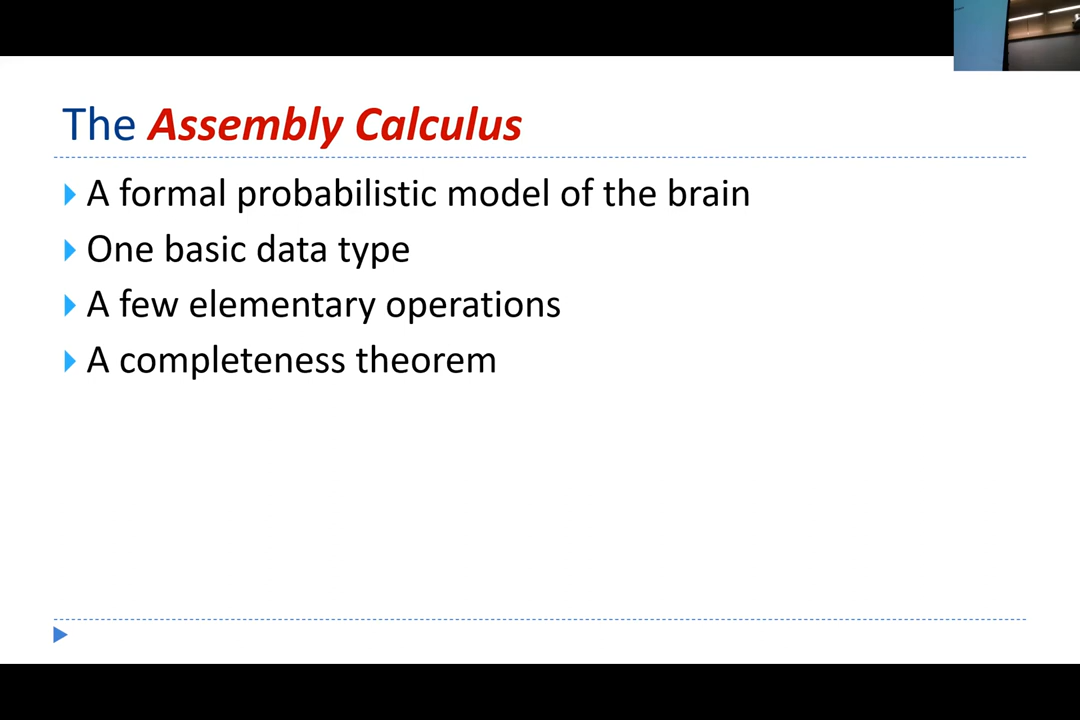 The Assembly Calculus
A formal probabilistic model of the brain
One basic data type
A few elementary operations
A completeness theorem